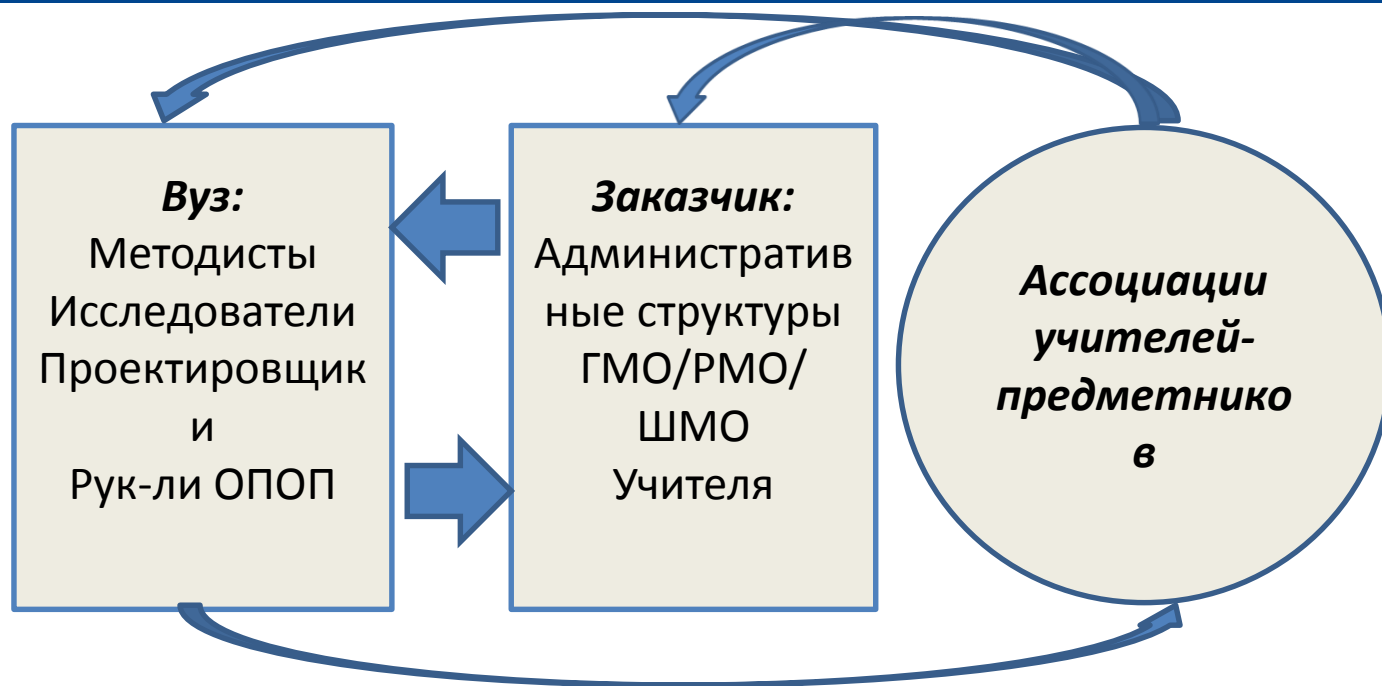 Вуз:
Методисты
Исследователи
Проектировщик
и
Рук-ли ОПОП
Заказчик:
Административ
ные структуры
ГМО/РМО/
ШМО
Учителя
Ассоциации
учителей-
предметнико
в